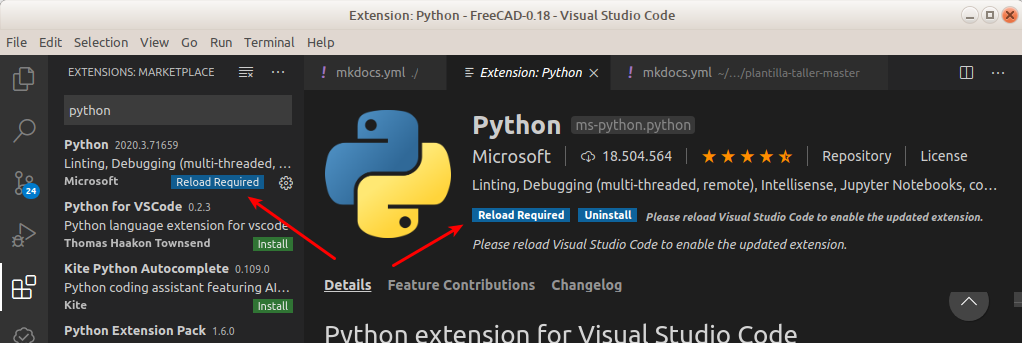 Extension: Python - FreeCAD-0.18 - Visual Studio Code
File Edit Selection View Go Run Terminal Help
EXTENSIONS: MARKETPLACE
mkdocs.yml ./
Extension: Python
mkdocs.yml ~/.../plantilla-taller-master
python
Python 2020.3.71659
Linting, Debugging (multi-threaded, ...
Microsoft Reload Required
24
Python for VSCode 0.2.3
Python language extension for vscode
Thomas Haakon Townsend Install
Kite Python Autocomplete 0.109.0
Python coding assistant featuring AI...
Kite Install
Python Extension Pack 1.6.0
Python ms-python.python
Microsoft 18.504.564 Repository License
Linting, Debugging (multi-threaded, remote), Intellisense, Jupyter Notebooks, co...
Reload Required Uninstall Please reload Visual Studio Code to enable the updated extension.
Please reload Visual Studio Code to enable the updated extension.
Details Feature Contributions Changelog
Python extension for Visual Studio Code